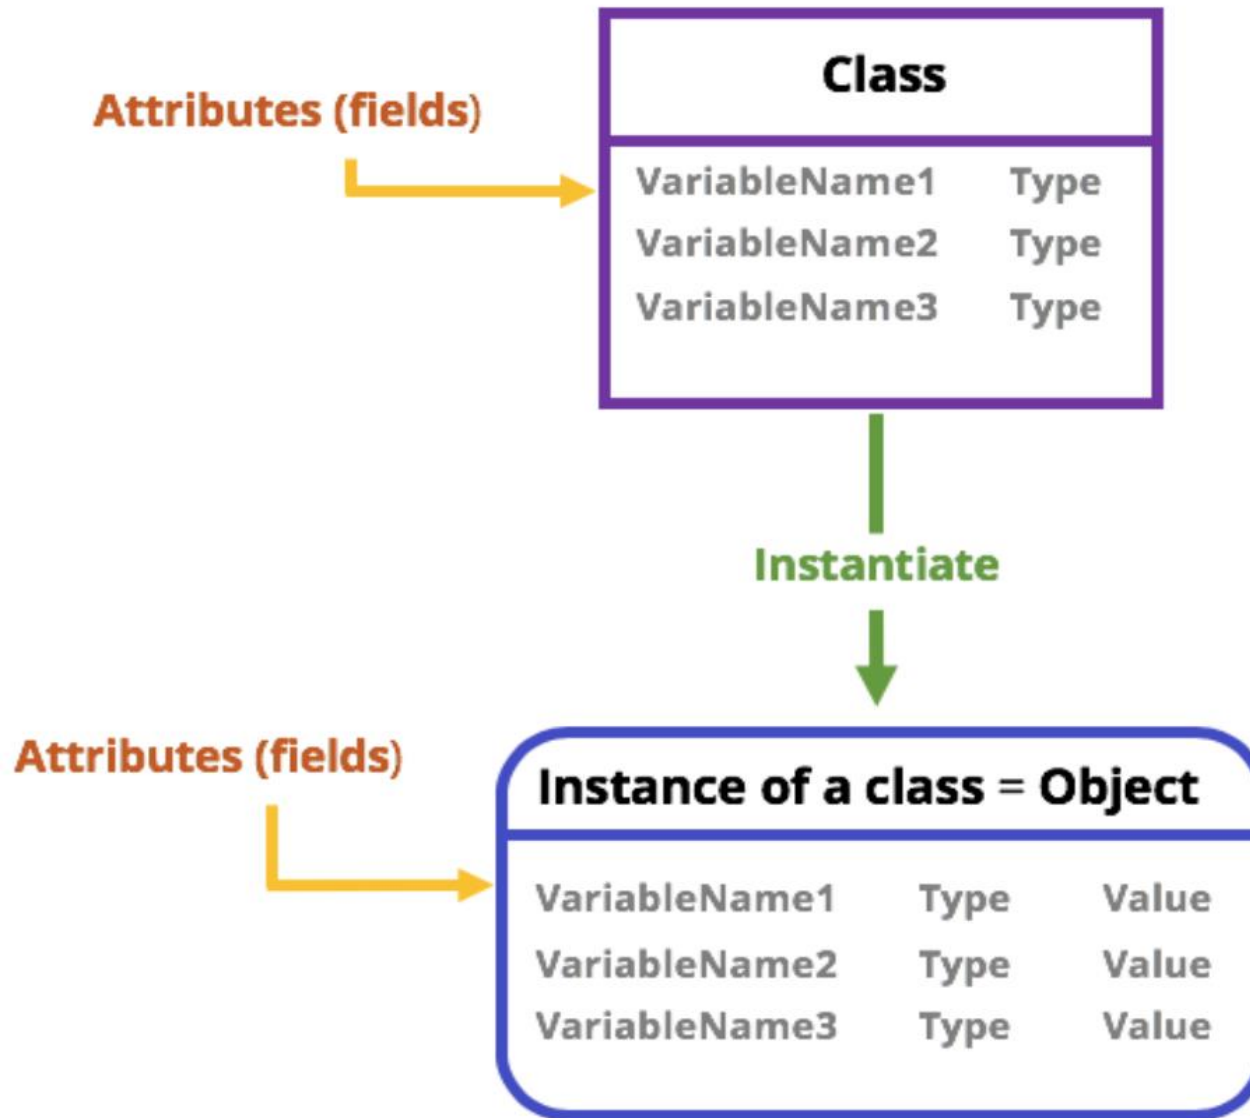 Class
Attributes (fields)
VariableName1 Type
VariableName2 Type
VariableName3 Type
Instantiate
Attributes (fields)
Instance of a class = Object
VariableName1 Type Value
VariableName2 Type Value
VariableName3 Type Value